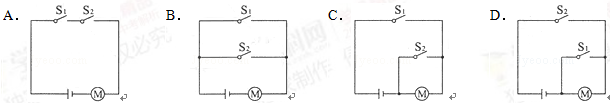 A． S₁ S₂ M
B． S₁ S₂ M
C． S₁ S₂ M
D． S₂ S₁ M